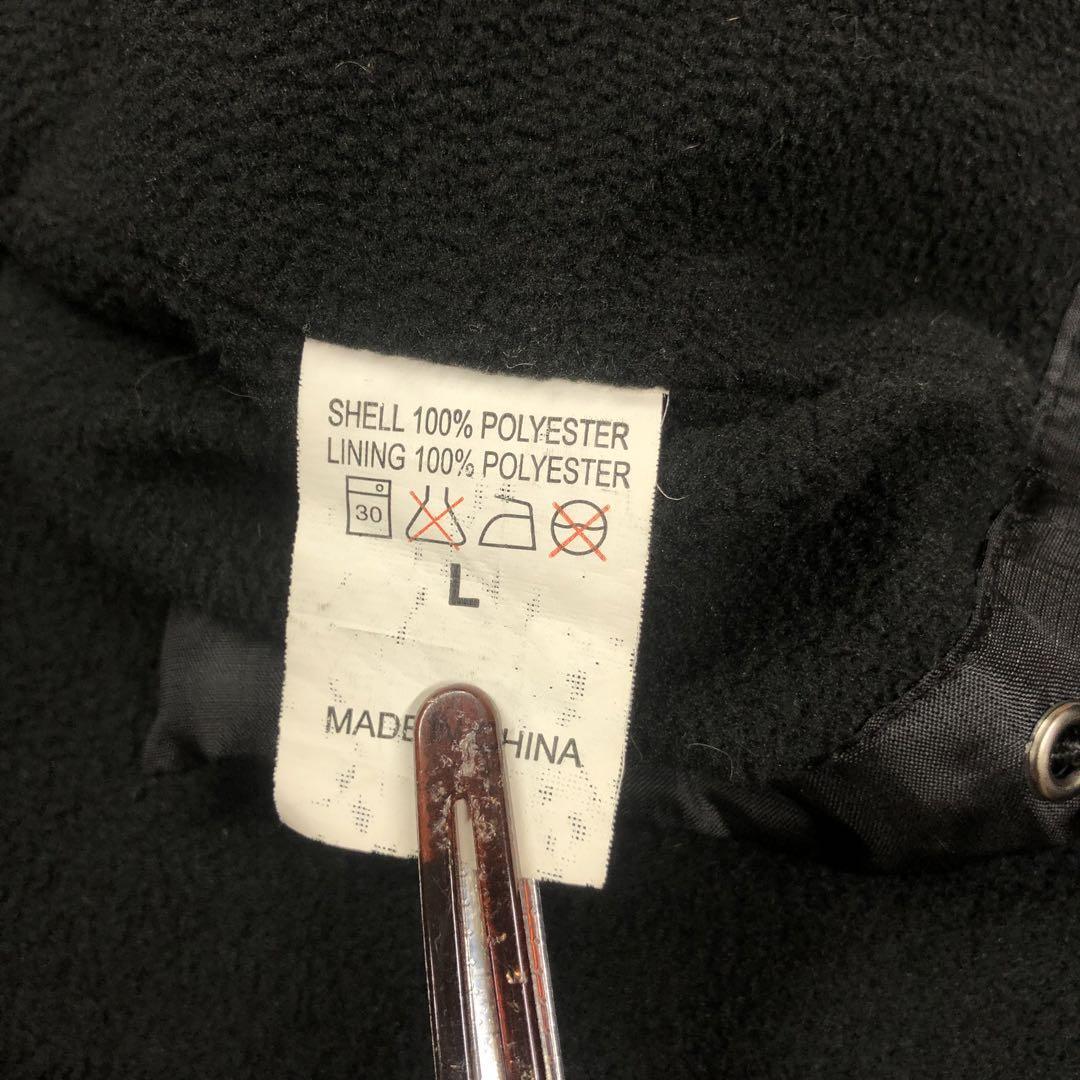 SHELL 100% POLYESTER
LINING 100% POLYESTER
30
L
MADE HINA